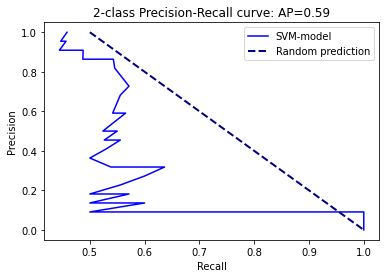 2-class Precision-Recall curve: AP=0.59
SVM-model
Random prediction
Precision
1.0
0.8
0.6
0.4
0.2
0.0
0.5
0.6
0.7
0.8
0.9
1.0
Recall